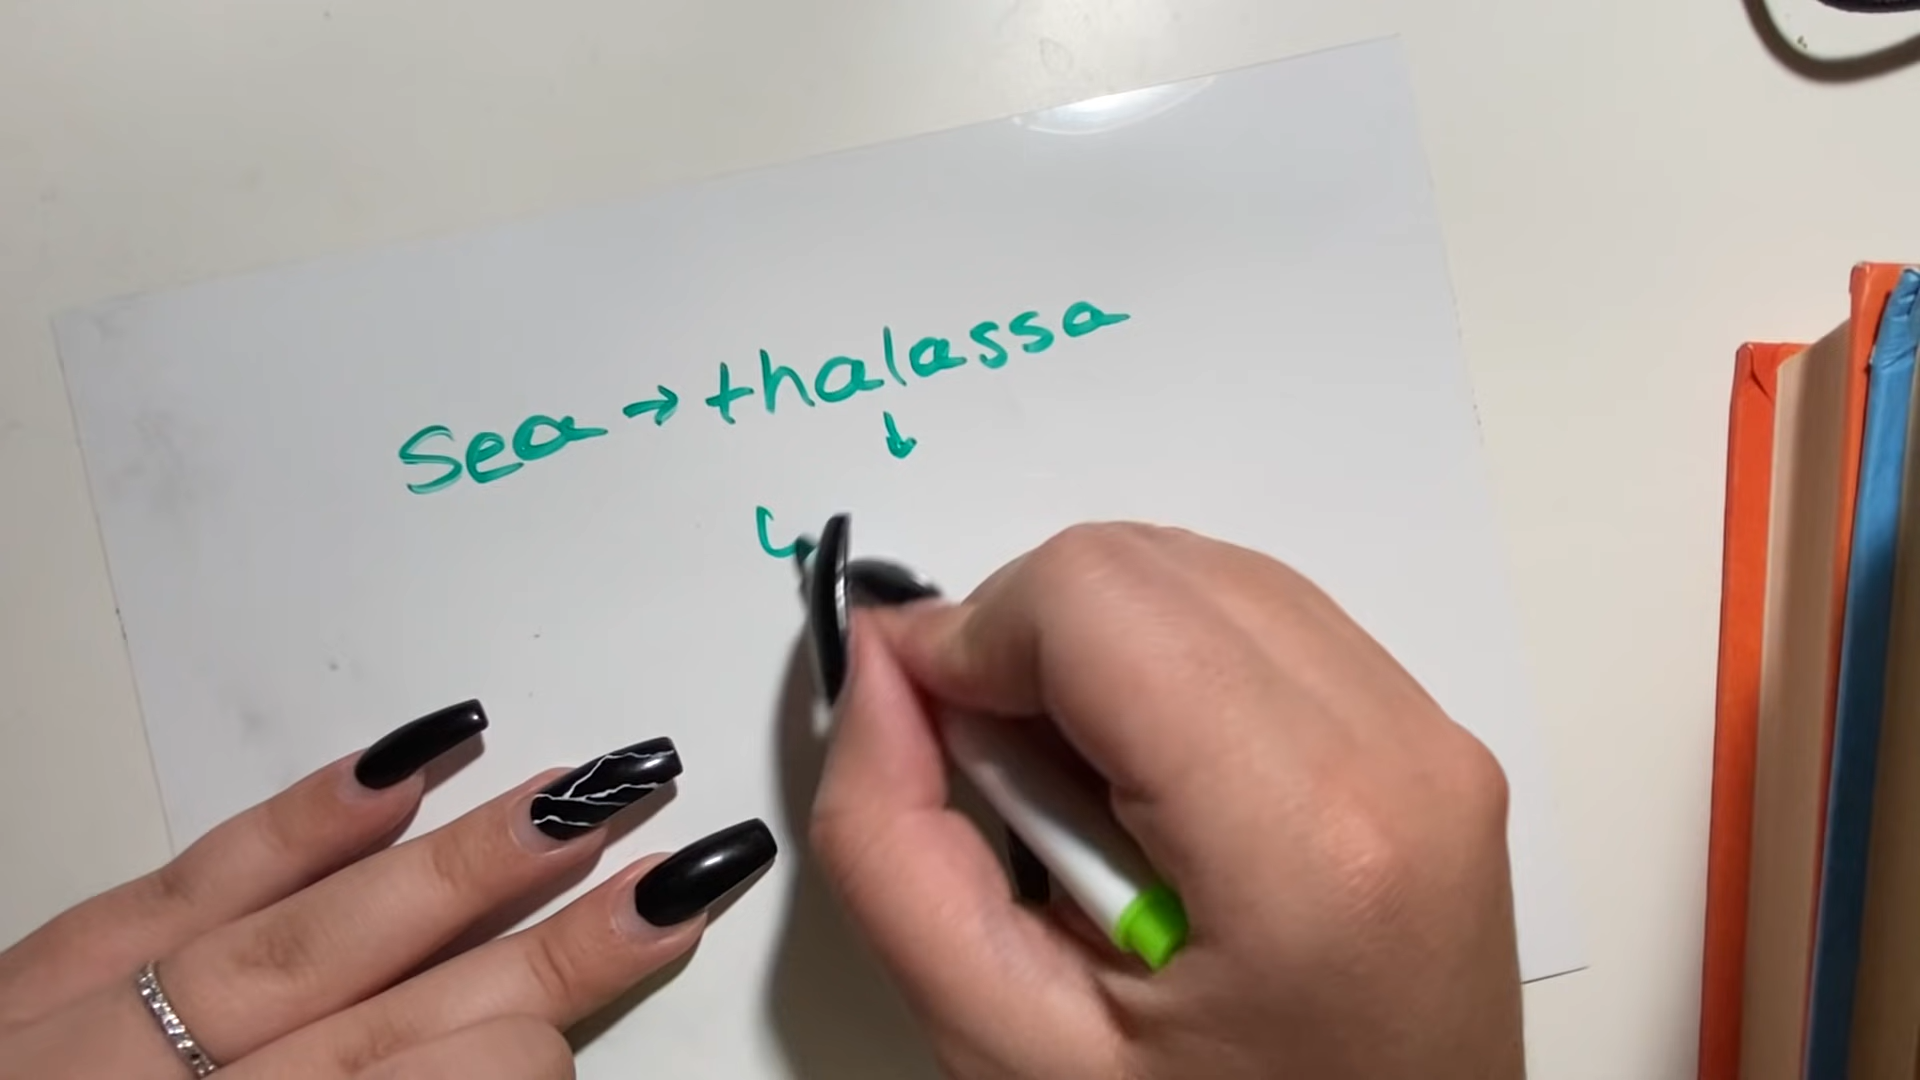 Sea → thalassa
↓